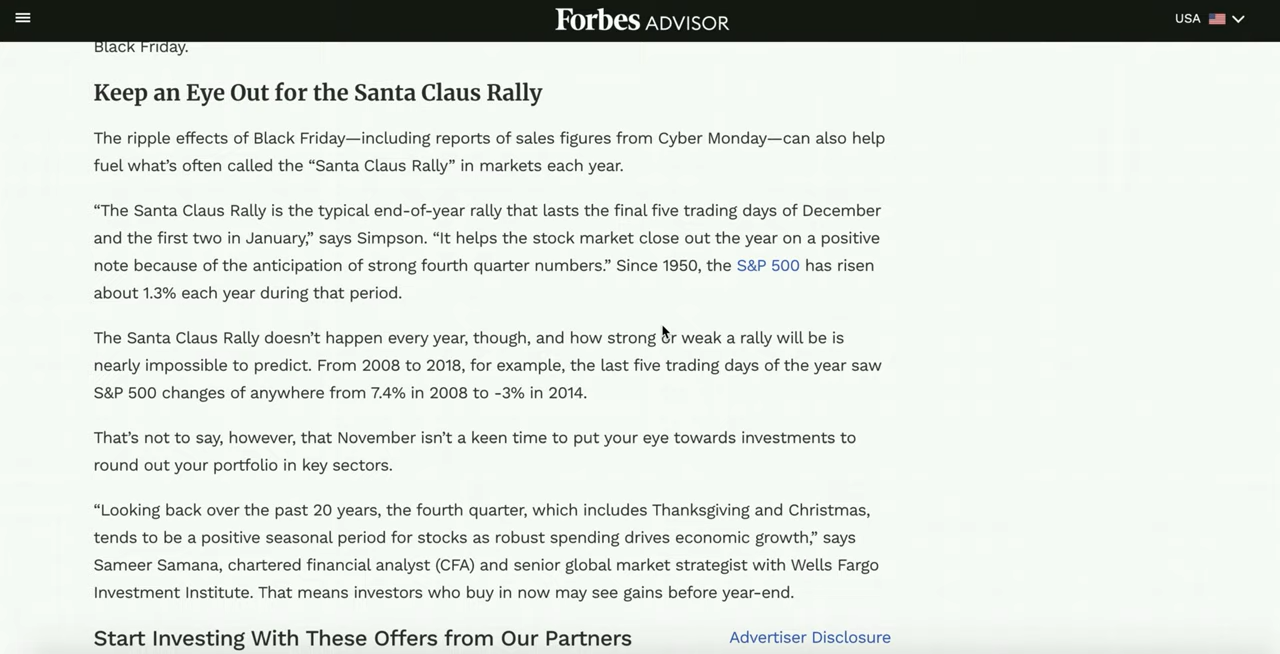 Forbes ADVISOR
USA
Black Friday.
Keep an Eye Out for the Santa Claus Rally
The ripple effects of Black Friday—including reports of sales figures from Cyber Monday—can also help
fuel what’s often called the “Santa Claus Rally” in markets each year.
“The Santa Claus Rally is the typical end-of-year rally that lasts the final five trading days of December
and the first two in January,” says Simpson. “It helps the stock market close out the year on a positive
note because of the anticipation of strong fourth quarter numbers.” Since 1950, the S&P 500 has risen
about 1.3% each year during that period.
The Santa Claus Rally doesn’t happen every year, though, and how strong or weak a rally will be is
nearly impossible to predict. From 2008 to 2018, for example, the last five trading days of the year saw
S&P 500 changes of anywhere from 7.4% in 2008 to -3% in 2014.
That’s not to say, however, that November isn’t a keen time to put your eye towards investments to
round out your portfolio in key sectors.
“Looking back over the past 20 years, the fourth quarter, which includes Thanksgiving and Christmas,
tends to be a positive seasonal period for stocks as robust spending drives economic growth,” says
Sameer Samana, chartered financial analyst (CFA) and senior global market strategist with Wells Fargo
Investment Institute. That means investors who buy in now may see gains before year-end.
Start Investing With These Offers from Our Partners
Advertiser Disclosure